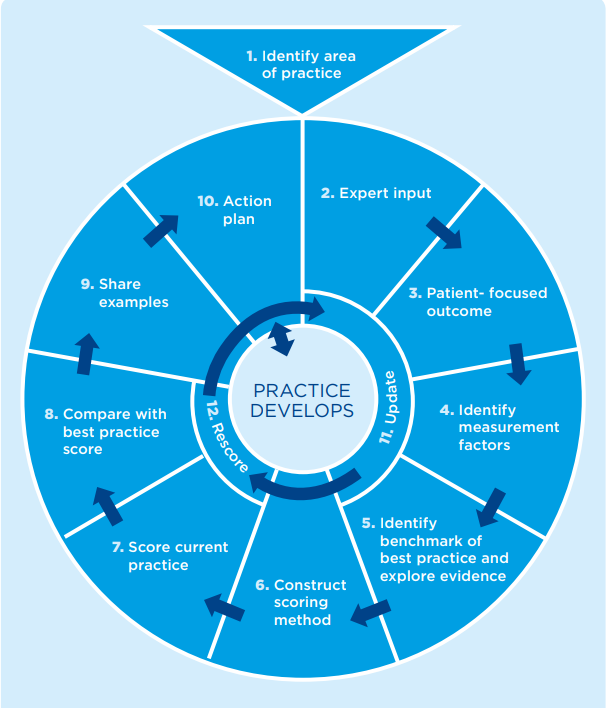 1. Identify area
of practice
2. Expert input
3. Patient- focused
outcome
4. Identify
measurement
factors
5. Identify
benchmark of
best practice and
explore evidence
6. Construct
scoring
method
7. Score current
practice
8. Compare with
best practice
score
9. Share
examples
10. Action
plan
11. Update
12. Rescore
PRACTICE
DEVELOPS